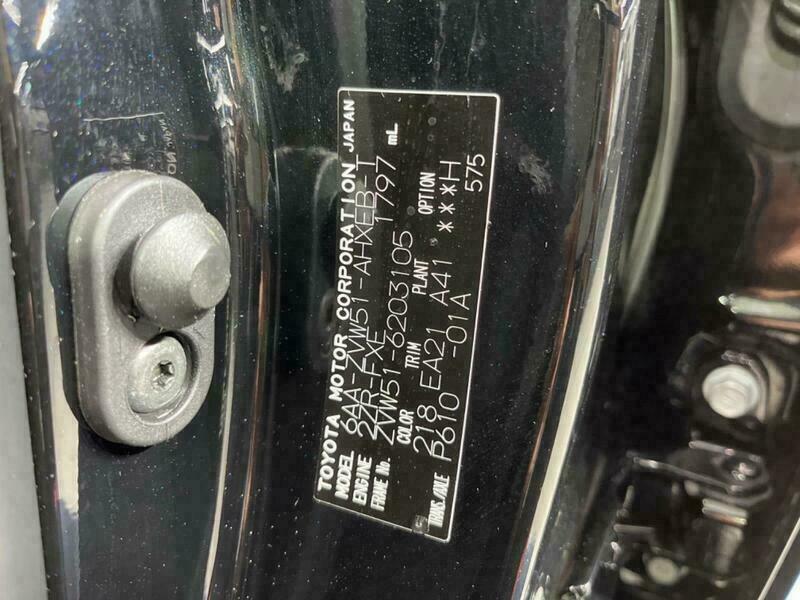 TOYOTA MOTOR CORPORATION JAPAN
MODEL 6AA-ZVW51-AHXEB-I
ENGINE 2ZR-FXE 1797 mL
FRAME No. ZVW51-6203105
COLOR TRIM PLANT OPTION
218 EA21 A41 ***H
TRANS./AXLE P610 -01A 575